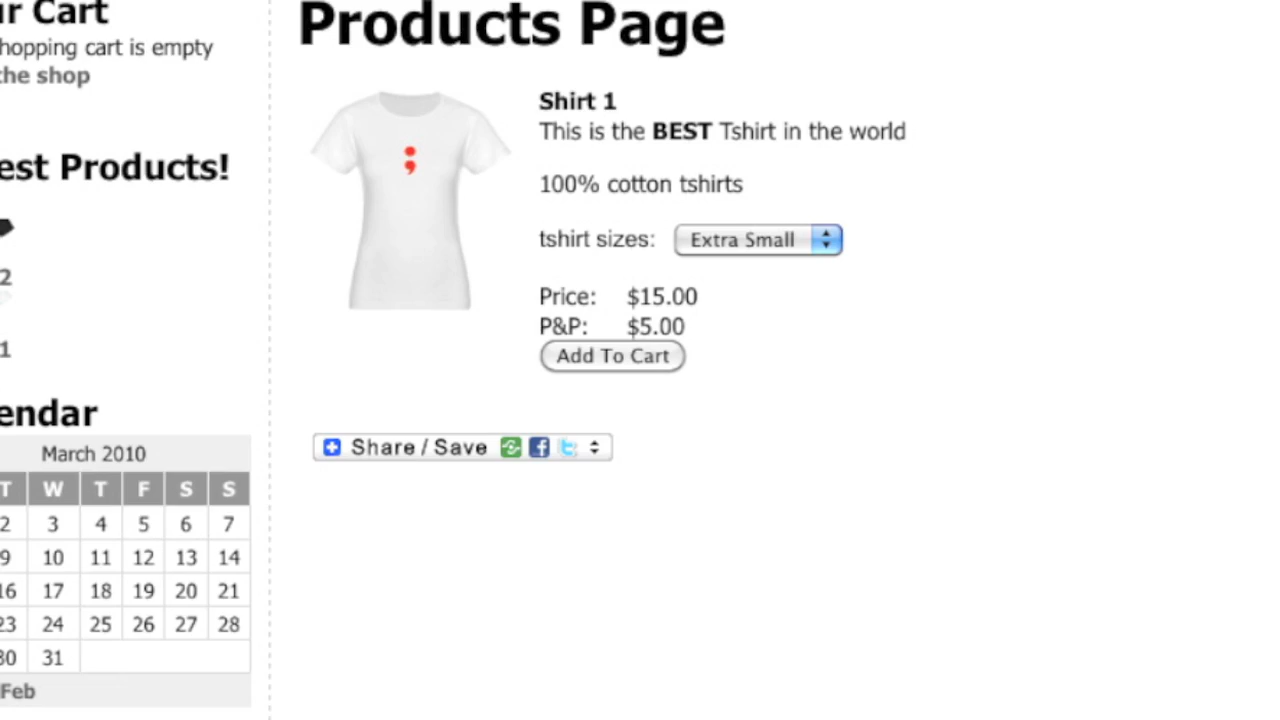 ur Cart
hopping cart is empty
the shop
est Products!
2
1
endar
March 2010
T W T F S S
2 3 4 5 6 7
9 10 11 12 13 14
16 17 18 19 20 21
23 24 25 26 27 28
30 31
Feb
Products Page
;
Shirt 1
This is the BEST Tshirt in the world
100% cotton tshirts
tshirt sizes: Extra Small
Price: $15.00
P&P: $5.00
Add To Cart
Share / Save